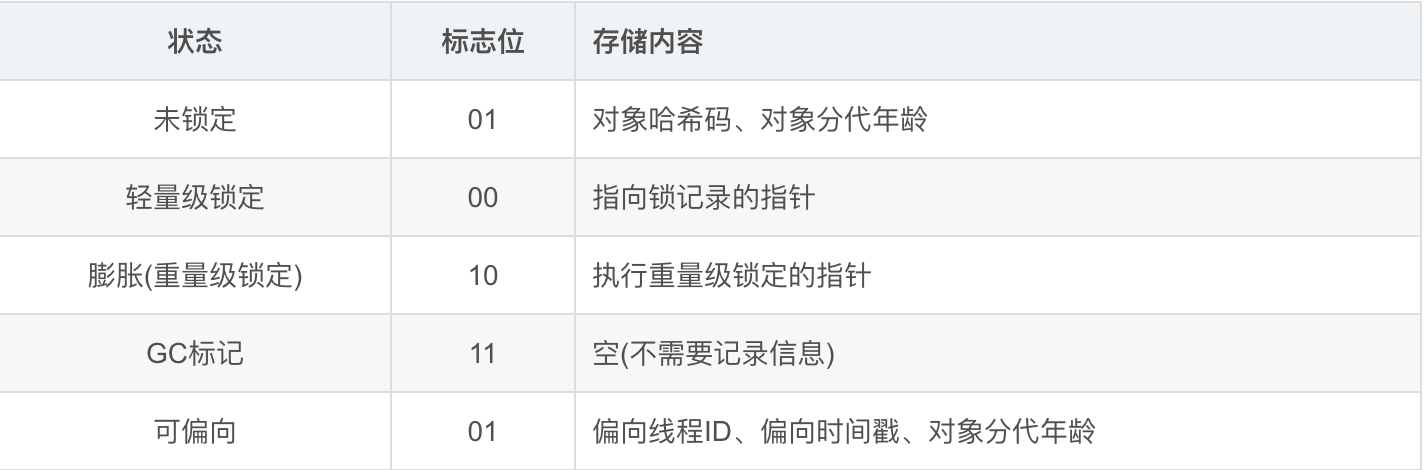 状态 标志位 存储内容
未锁定 01 对象哈希码、对象分代年龄
轻量级锁定 00 指向锁记录的指针
膨胀(重量级锁定) 10 执行重量级锁定的指针
GC标记 11 空(不需要记录信息)
可偏向 01 偏向线程ID、偏向时间戳、对象分代年龄